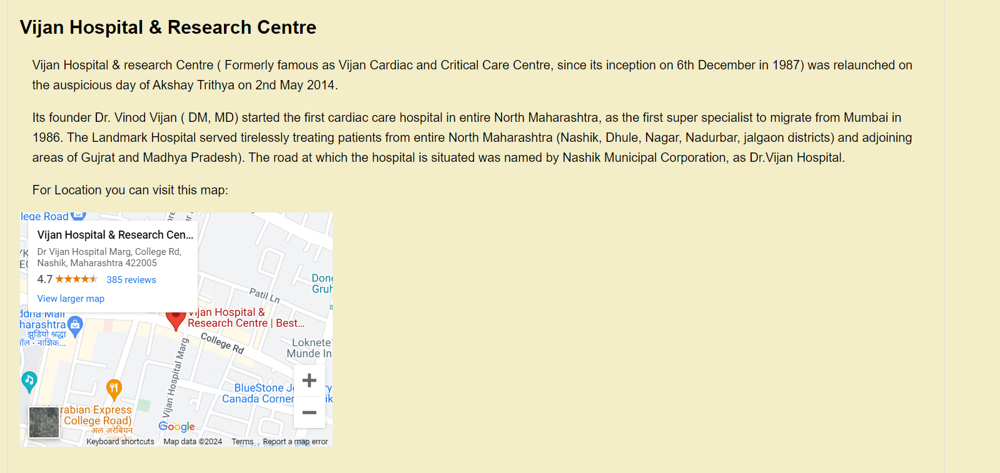 Vijan Hospital & Research Centre
Vijan Hospital & research Centre ( Formerly famous as Vijan Cardiac and Critical Care Centre, since its inception on 6th December in 1987) was relaunched on
the auspicious day of Akshay Trithya on 2nd May 2014.
Its founder Dr. Vinod Vijan ( DM, MD) started the first cardiac care hospital in entire North Maharashtra, as the first super specialist to migrate from Mumbai in
1986. The Landmark Hospital served tirelessly treating patients from entire North Maharashtra (Nashik, Dhule, Nagar, Nadurbar, jalgaon districts) and adjoining
areas of Gujrat and Madhya Pradesh). The road at which the hospital is situated was named by Nashik Municipal Corporation, as Dr.Vijan Hospital.
For Location you can visit this map:
lege Road
Vijan Hospital & Research Cen...
Dr Vijan Hospital Marg, College Rd,
Nashik, Maharashtra 422005
4.7 385 reviews
View larger map
Dong
Gruh
Patil Ln
Vijan Hospital &
Research Centre | Best...
ddha Mall
harashtra
झुडियो श्रद्धा
मॉल - नाशिक...
College Rd
Loknete
Munde In
Vijan Hospital Marg
BlueStone Je ry
Canada Corner ik
rabian Express
( College Road)
अल अरेबियन
Google
Keyboard shortcuts Map data ©2024 Terms Report a map error